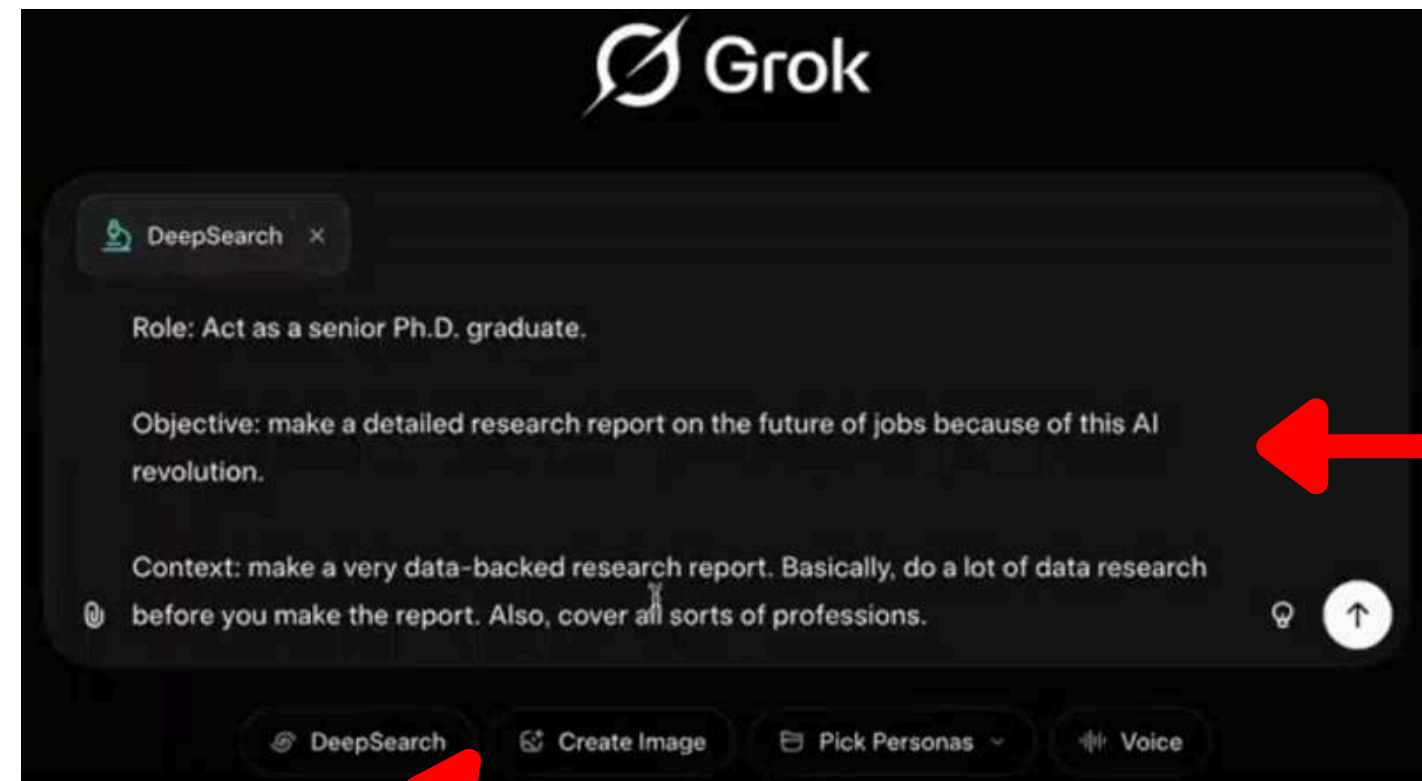 Grok
DeepSearch ×
Role: Act as a senior Ph.D. graduate.
Objective: make a detailed research report on the future of jobs because of this AI
revolution.
Context: make a very data-backed research report. Basically, do a lot of data research
before you make the report. Also, cover all sorts of professions.
DeepSearch Create Image Pick Personas Voice